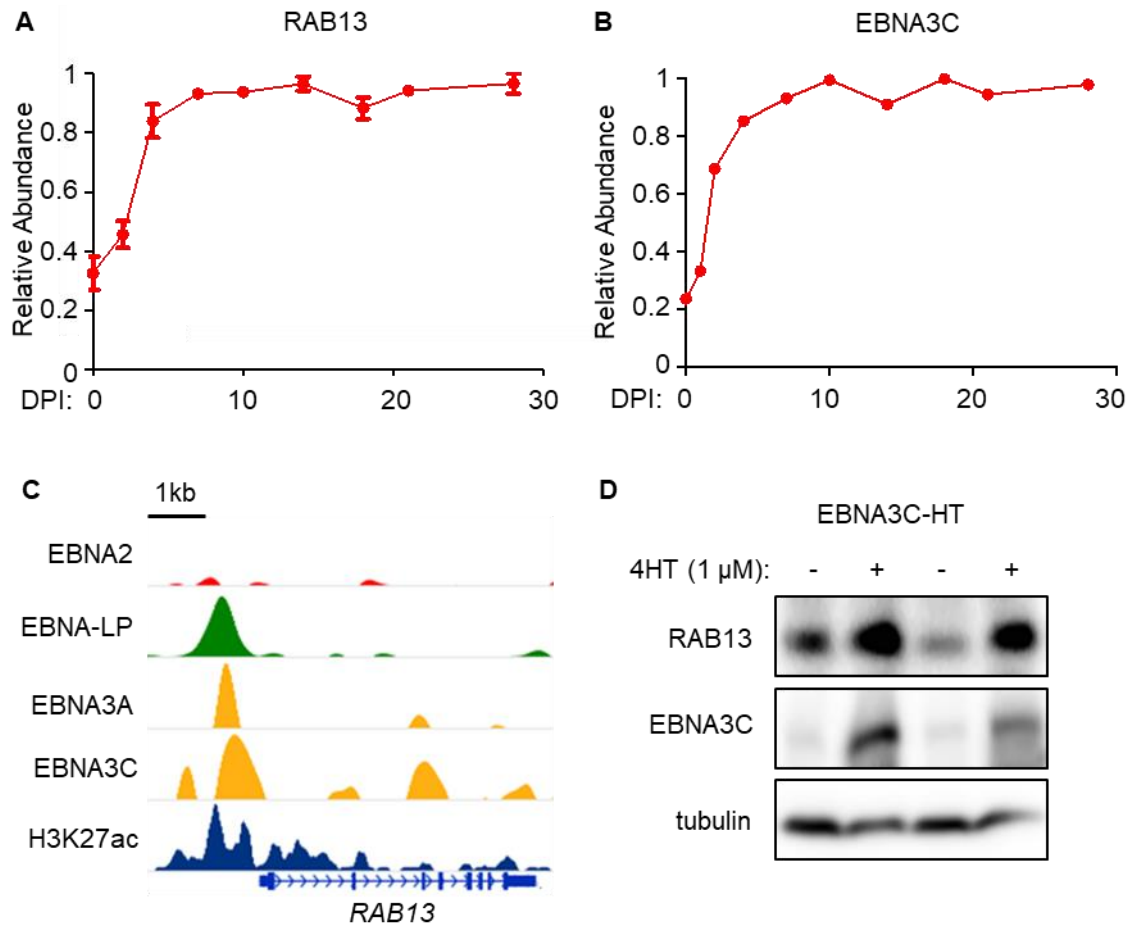 A
RAB13
Relative Abundance
1
0.8
0.6
0.4
0.2
0
DPI: 0 10 20 30
B
EBNA3C
Relative Abundance
1
0.8
0.6
0.4
0.2
0
DPI: 0 10 20 30
C
1kb
EBNA2
EBNA-LP
EBNA3A
EBNA3C
H3K27ac
RAB13
D
EBNA3C-HT
4HT (1 µM): - + - +
RAB13
EBNA3C
tubulin